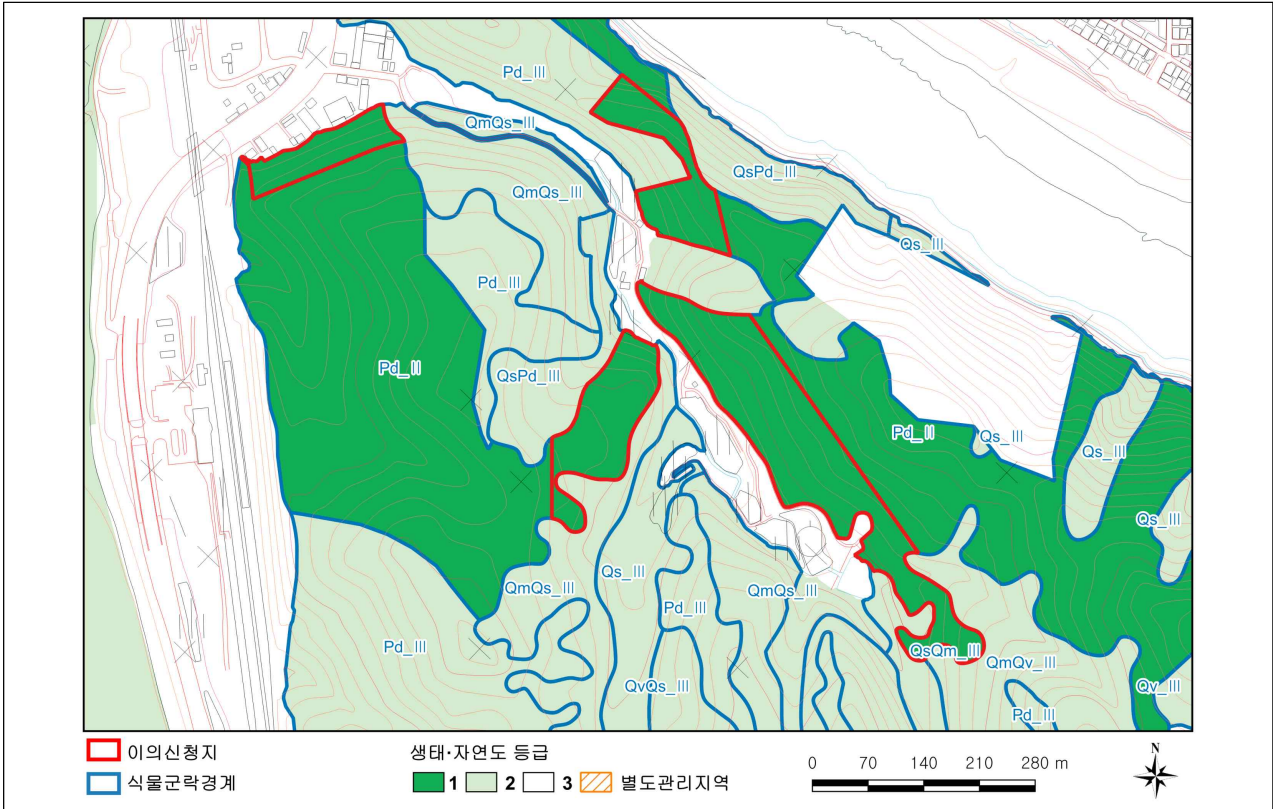 Pd_Ⅲ
QmQs_Ⅲ
QsPd_Ⅲ
QmQs_Ⅲ
Qs_Ⅲ
Pd_Ⅲ
Pd_Ⅱ
QsPd_Ⅲ
Pd_Ⅱ
Qs_Ⅲ
Qs_Ⅲ
Qs_Ⅲ
Qs_Ⅲ
QmQs_Ⅲ
QmQs_Ⅲ
Pd_Ⅲ
Pd_Ⅲ
QsQm_Ⅲ
QmQv_Ⅲ
QvQs_Ⅲ
Qv_Ⅲ
Pd_Ⅲ
이의신청지
식물군락경계
생태·자연도 등급
1 2 3 별도관리지역
0 70 140 210 280 m
N